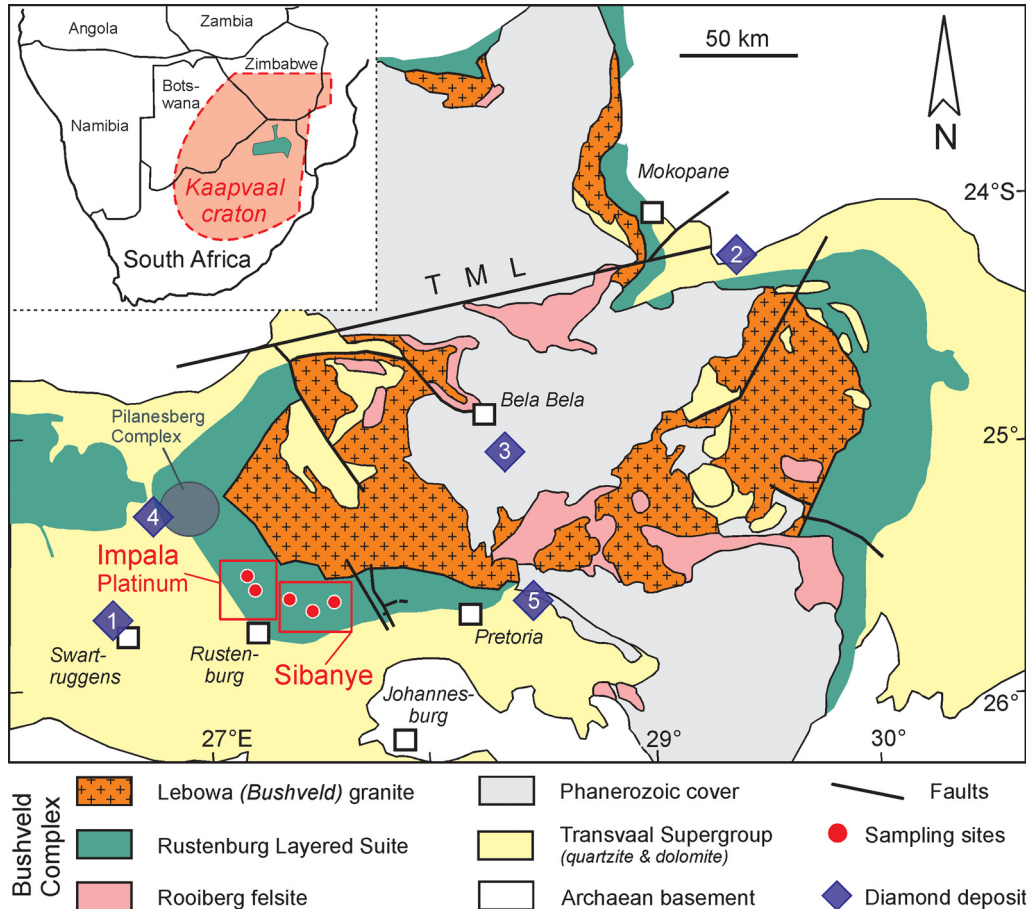 Angola
Zambia
Zimbabwe
Bots-
wana
Namibia
Kaapvaal
craton
South Africa
50 km
N
Mokopane
24°S
2
T M L
Bela Bela
3
Pilanesberg
Complex
25°
4
Impala
Platinum
1
5
Swart-
ruggens
Rusten-
burg
Sibanye
Pretoria
Johannes-
burg
26°
27°E
29°
30°
Bushveld
Complex
Lebowa (Bushveld) granite
Rustenburg Layered Suite
Rooiberg felsite
Phanerozoic cover
Transvaal Supergroup
(quartzite & dolomite)
Archaean basement
Faults
Sampling sites
Diamond deposit